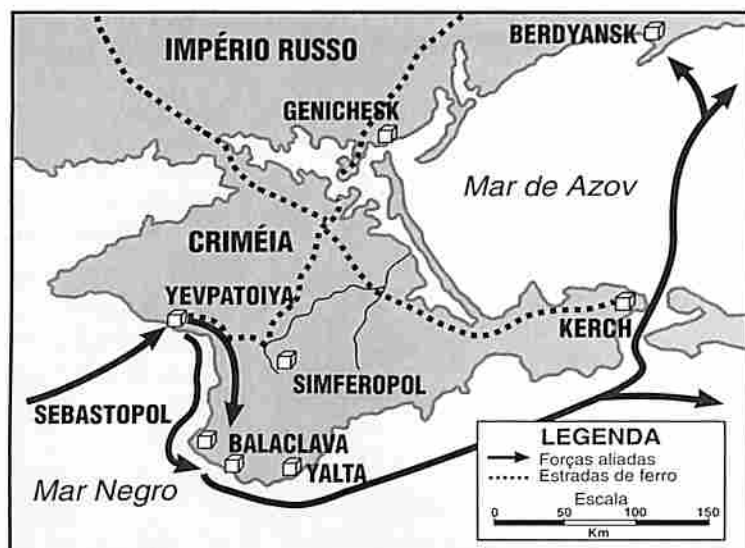 IMPÉRIO RUSSO
BERDYANSK
GENICHESK
Mar de Azov
CRIMÉIA
YEVPATOIYA
KERCH
SIMFEROPOL
SEBASTOPOL
BALACLAVA
YALTA
Mar Negro
LEGENDA
Forças aliadas
Estradas de ferro
Escala
0 50 100 150
Km